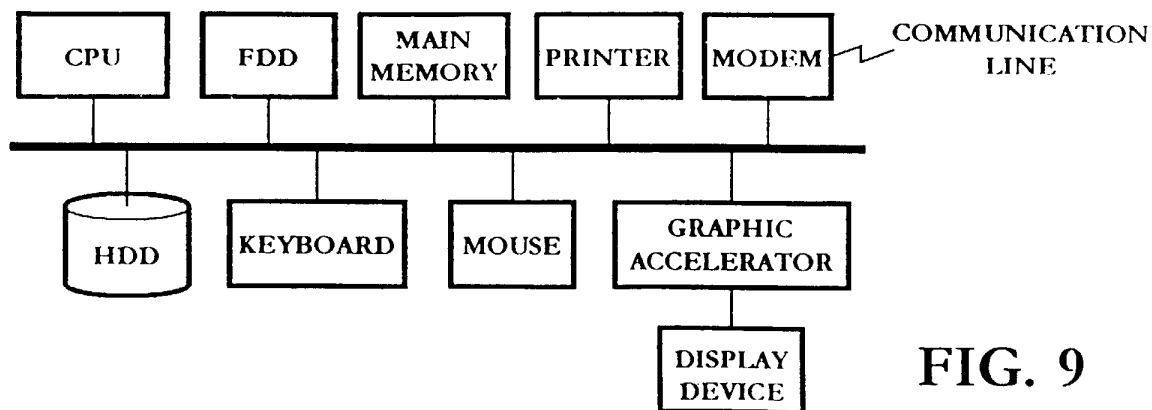 CPU
FDD
MAIN
MEMORY
PRINTER
MODEM
COMMUNICATION
LINE
HDD
KEYBOARD
MOUSE
GRAPHIC
ACCELERATOR
DISPLAY
DEVICE
FIG. 9